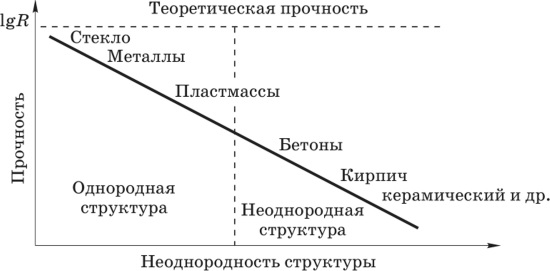 Теоретическая прочность
lgR
Стекло
Металлы
Пластмассы
Бетоны
Кирпич
керамический и др.
Прочность
Однородная
структура
Неоднородная
структура
Неоднородность структуры